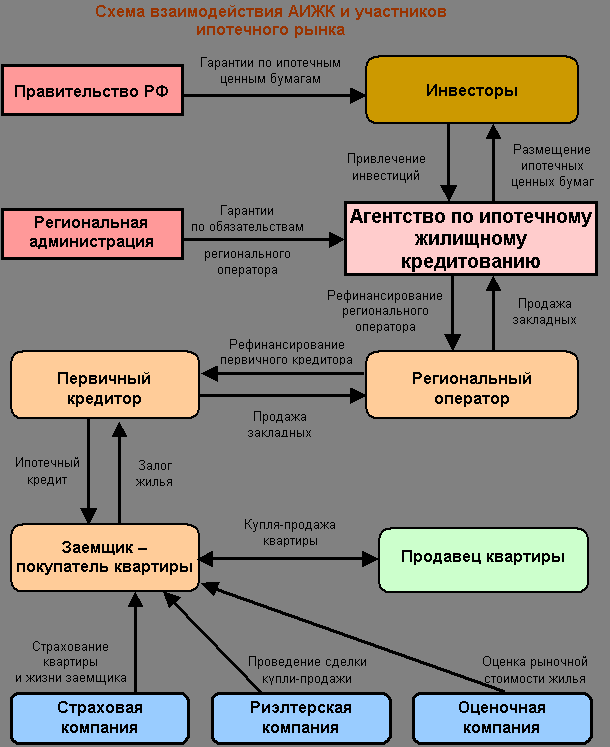 Схема взаимодействия АИЖК и участников
ипотечного рынка
Гарантии по ипотечным
ценным бумагам
Правительство РФ
Инвесторы
Привлечение
инвестиций
Размещение
ипотечных
ценных бумаг
Региональная
администрация
Гарантии
по обязательствам
регионального
оператора
Агентство по ипотечному
жилищному
кредитованию
Рефинансирование
регионального
оператора
Продажа
закладных
Рефинансирование
первичного кредитора
Первичный
кредитор
Региональный
оператор
Продажа
закладных
Ипотечный
кредит
Залог
жилья
Заемщик –
покупатель квартиры
Купля-продажа
квартиры
Продавец квартиры
Страхование
квартиры
и жизни заемщика
Проведение сделки
купли-продажи
Оценка рыночной
стоимости жилья
Страховая
компания
Риэлтерская
компания
Оценочная
компания